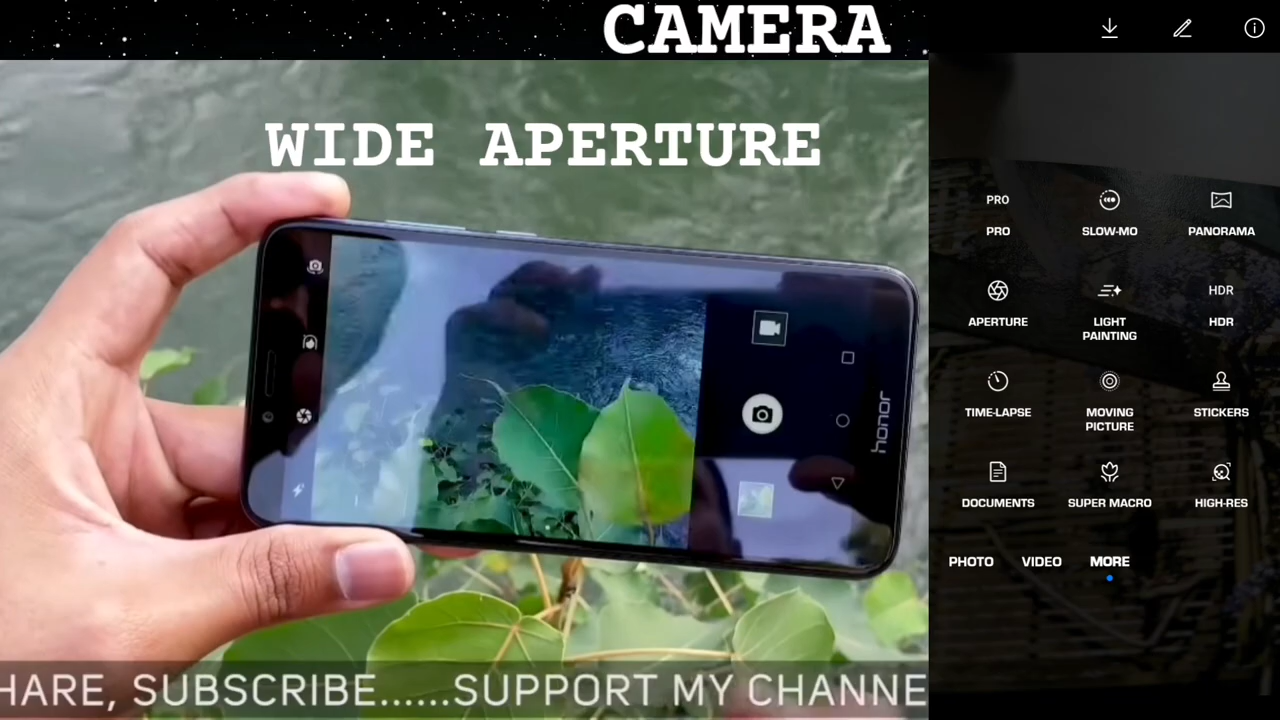 CAMERA
WIDE APERTURE
honor
HARE, SUBSCRIBE......SUPPORT MY CHANNE
PRO
PRO
SLOW-MO
PANORAMA
APERTURE
LIGHT
PAINTING
HDR
HDR
TIME-LAPSE
MOVING
PICTURE
STICKERS
DOCUMENTS
SUPER MACRO
HIGH-RES
PHOTO
VIDEO
MORE